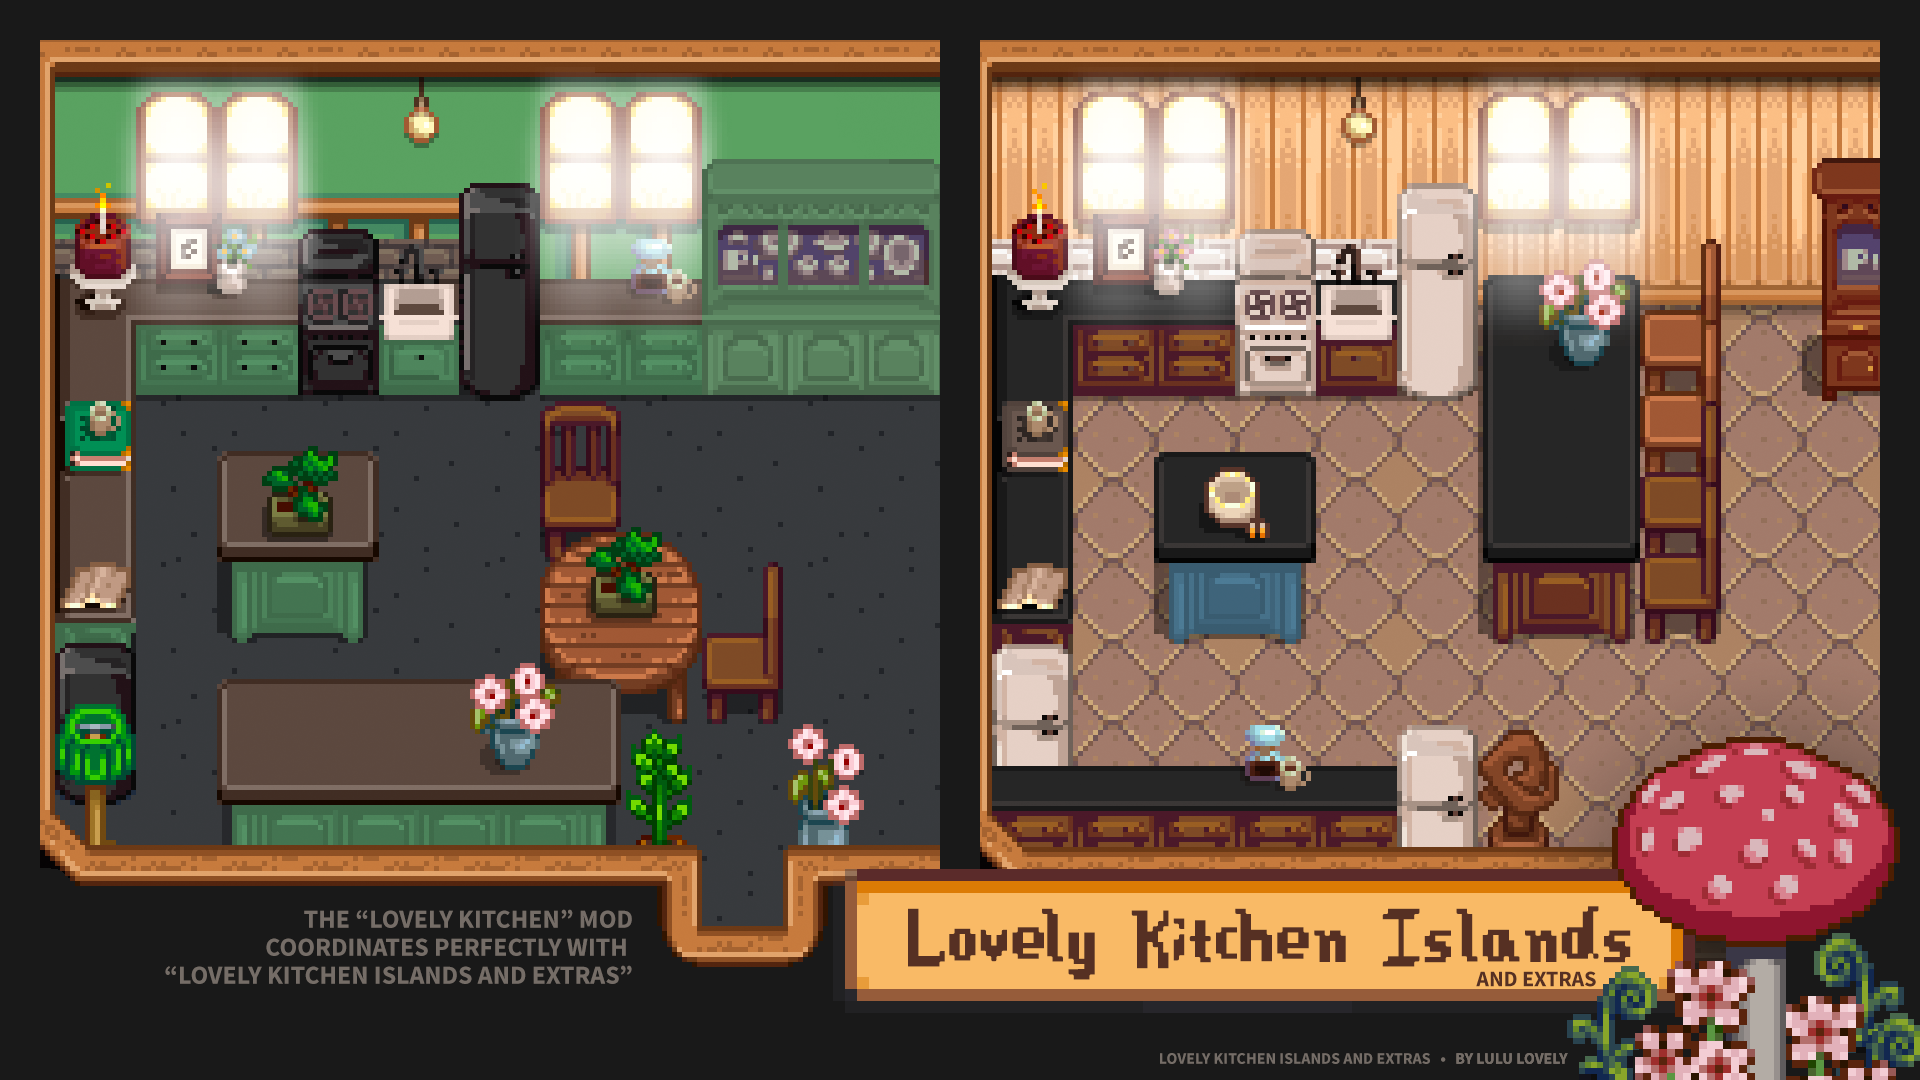 THE “LOVELY KITCHEN” MOD
COORDINATES PERFECTLY WITH
“LOVELY KITCHEN ISLANDS AND EXTRAS”
Lovely Kitchen Islands
AND EXTRAS
LOVELY KITCHEN ISLANDS AND EXTRAS • BY LULU LOVELY